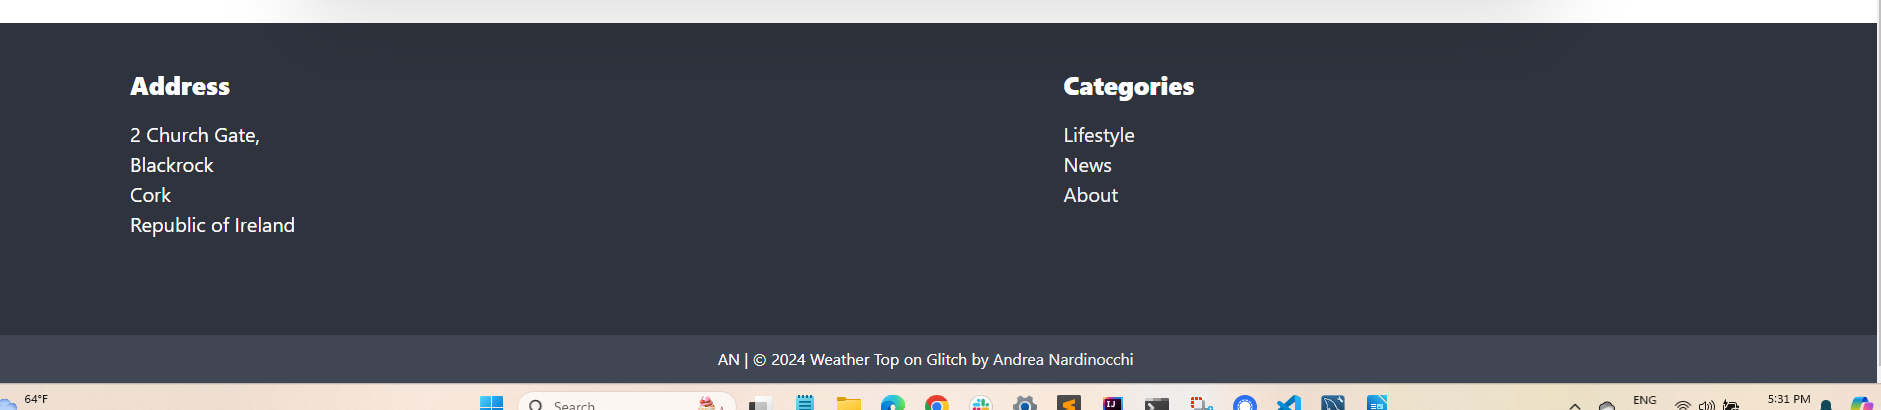 Address
2 Church Gate,
Blackrock
Cork
Republic of Ireland
Categories
Lifestyle
News
About
AN | © 2024 Weather Top on Glitch by Andrea Nardinocchi
64°F
Search
IJ
ENG
5:31 PM